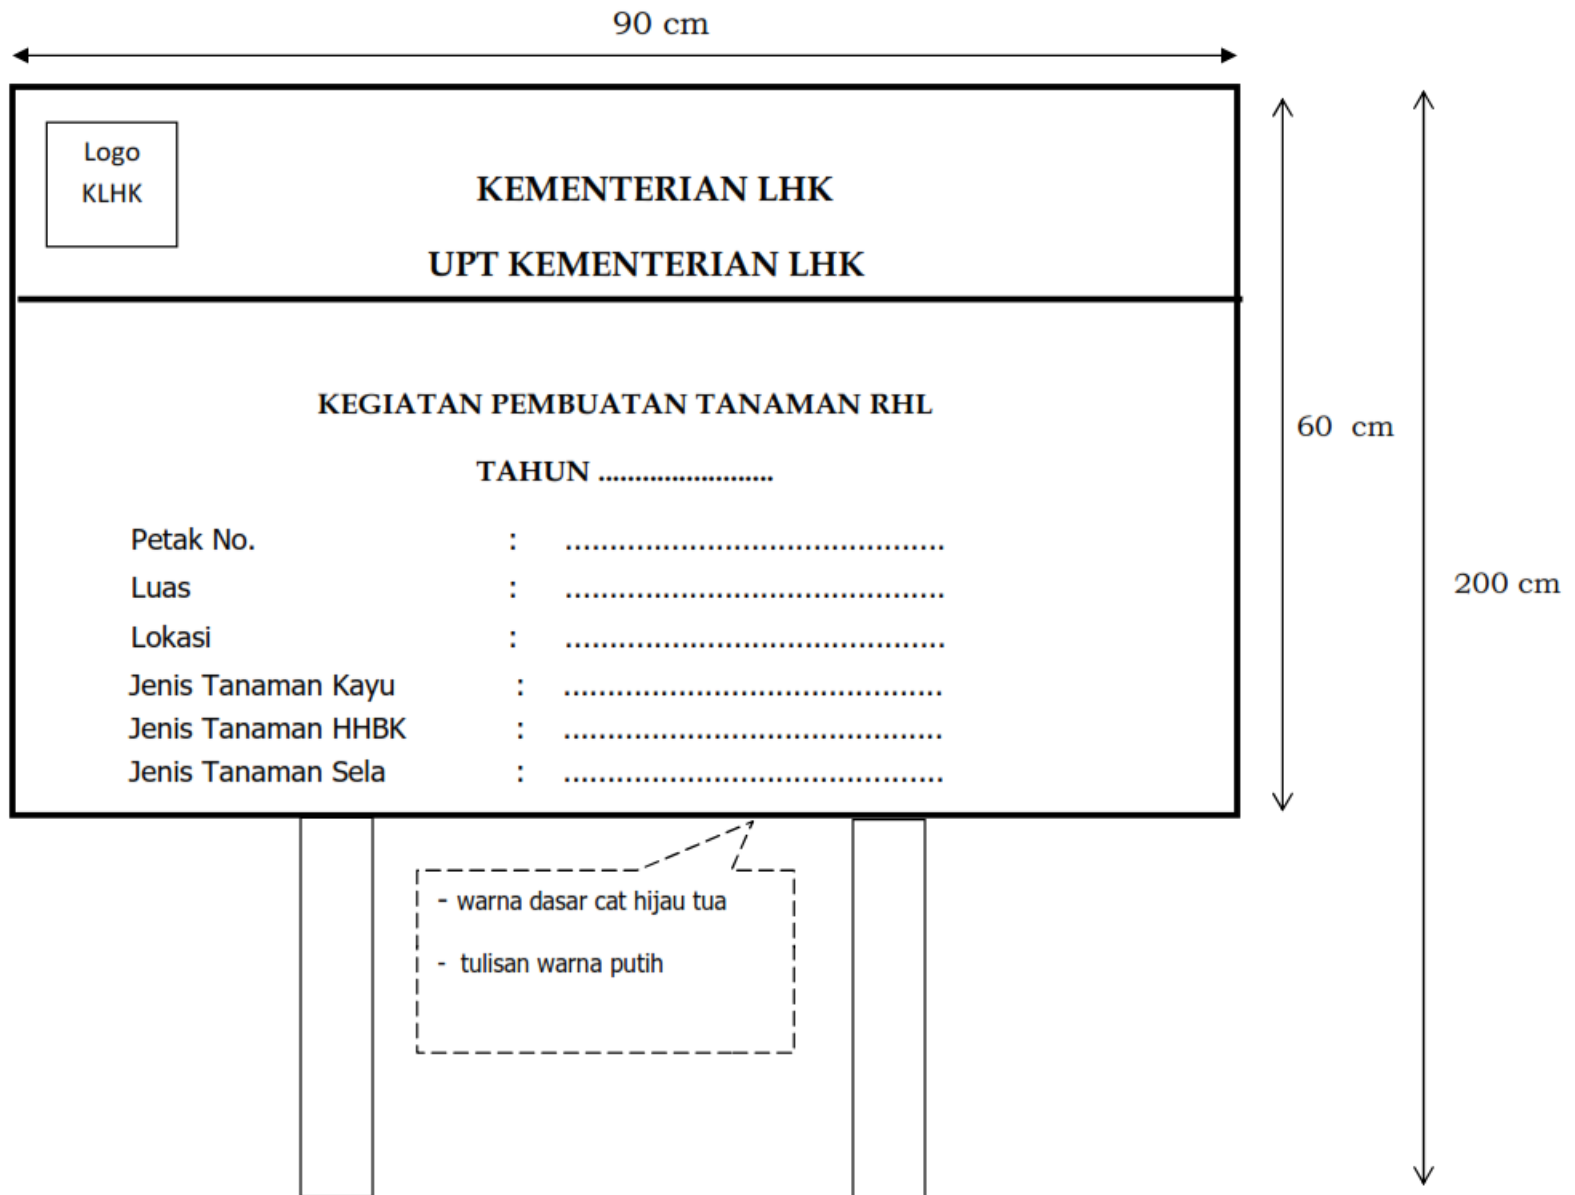 90 cm
Logo
KLHK
KEMENTERIAN LHK
UPT KEMENTERIAN LHK
KEGIATAN PEMBUATAN TANAMAN RHL
TAHUN ........................
60 cm
Petak No. : ...........................................
Luas : ...........................................
200 cm
Lokasi : ...........................................
Jenis Tanaman Kayu : ...........................................
Jenis Tanaman HHBK : ...........................................
Jenis Tanaman Sela : ...........................................
- warna dasar cat hijau tua
- tulisan warna putih